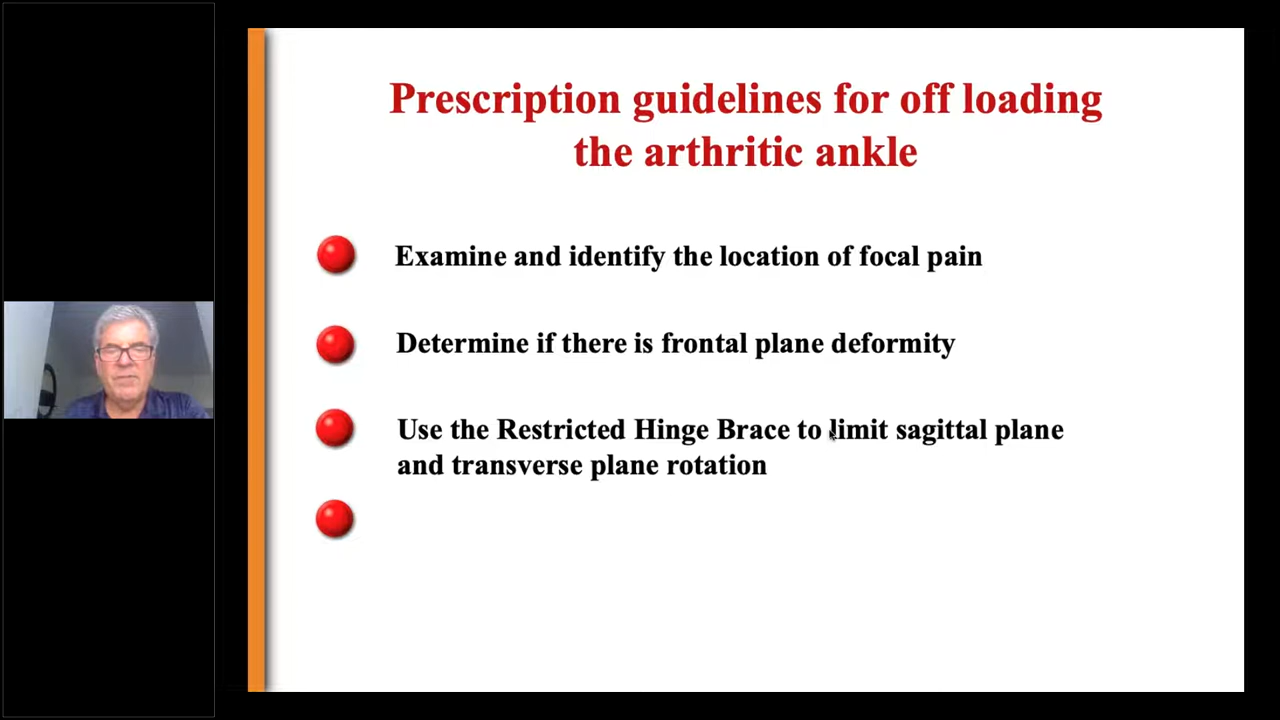 Prescription guidelines for off loading
the arthritic ankle
Examine and identify the location of focal pain
Determine if there is frontal plane deformity
Use the Restricted Hinge Brace to limit sagittal plane
and transverse plane rotation